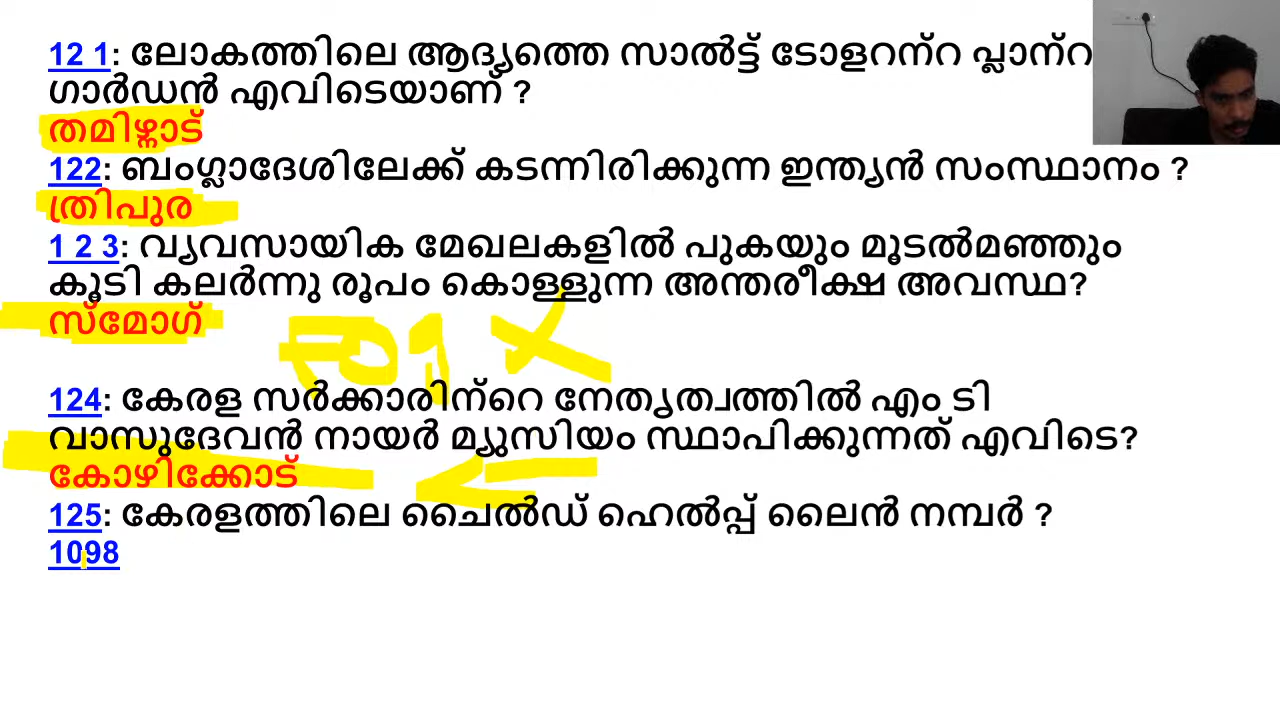 12 1: ലോകത്തിലെ ആദ്യത്തെ സാൽട്ട് ടോളറന്റ പ്ലാന്റ
ഗാർഡൻ എവിടെയാണ് ?
തമിഴ്നാട്
122: ബംഗ്ലാദേശിലേക്ക് കടന്നിരിക്കുന്ന ഇന്ത്യൻ സംസ്ഥാനം ?
ത്രിപുര
1 2 3: വ്യവസായിക മേഖലകളിൽ പുകയും മൂടൽമഞ്ഞും
കൂടി കലർന്നു രൂപം കൊള്ളുന്ന അന്തരീക്ഷ അവസ്ഥ?
സ്മോഗ്
Fog X
124: കേരള സർക്കാരിന്റെ നേതൃത്വത്തിൽ എം ടി
വാസുദേവൻ നായർ മ്യുസിയം സ്ഥാപിക്കുന്നത് എവിടെ?
കോഴിക്കോട്
125: കേരളത്തിലെ ചൈൽഡ് ഹെൽപ്പ് ലൈൻ നമ്പർ ?
1098